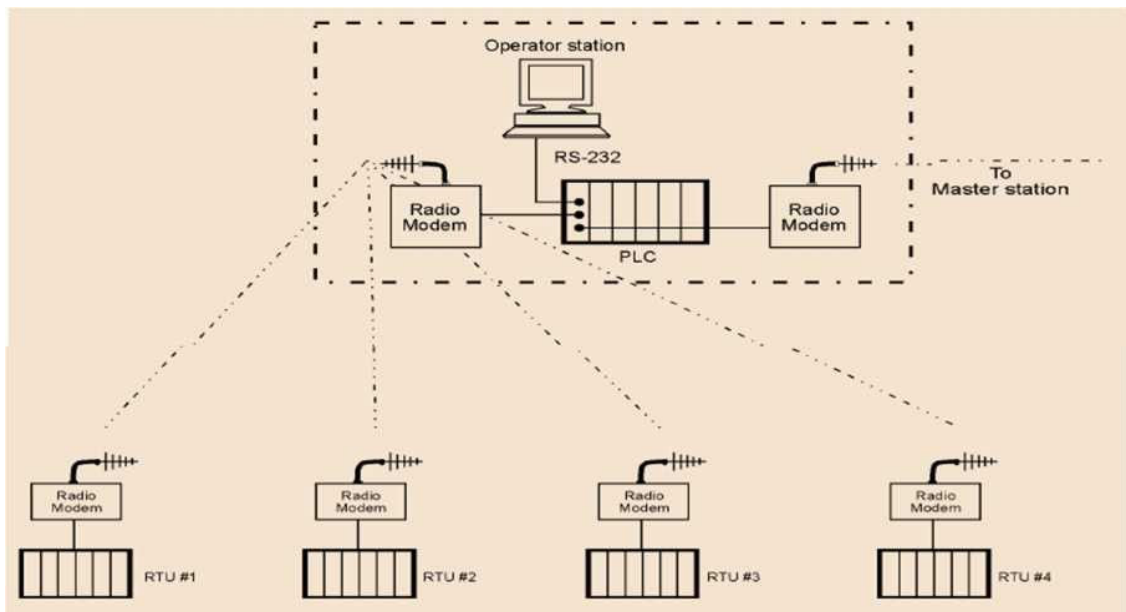 Operator station
RS-232
To
Master station
Radio
Modem
Radio
Modem
PLC
Radio
Modem
Radio
Modem
Radio
Modem
Radio
Modem
RTU #1
RTU #2
RTU #3
RTU #4